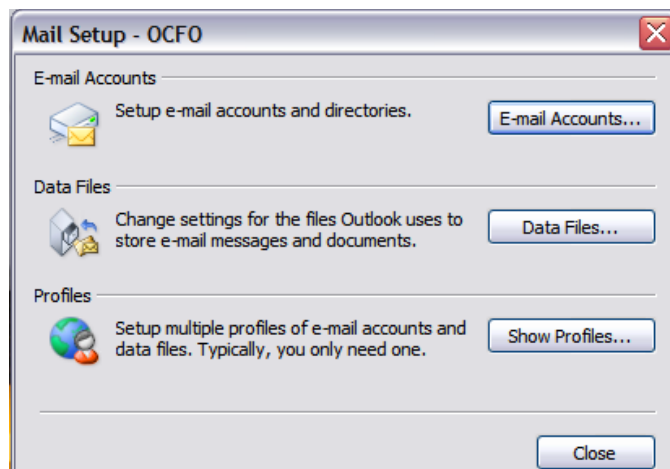 Mail Setup - OCFO
E-mail Accounts
Setup e-mail accounts and directories.
E-mail Accounts...
Data Files
Change settings for the files Outlook uses to
store e-mail messages and documents.
Data Files...
Profiles
Setup multiple profiles of e-mail accounts and
data files. Typically, you only need one.
Show Profiles...
Close